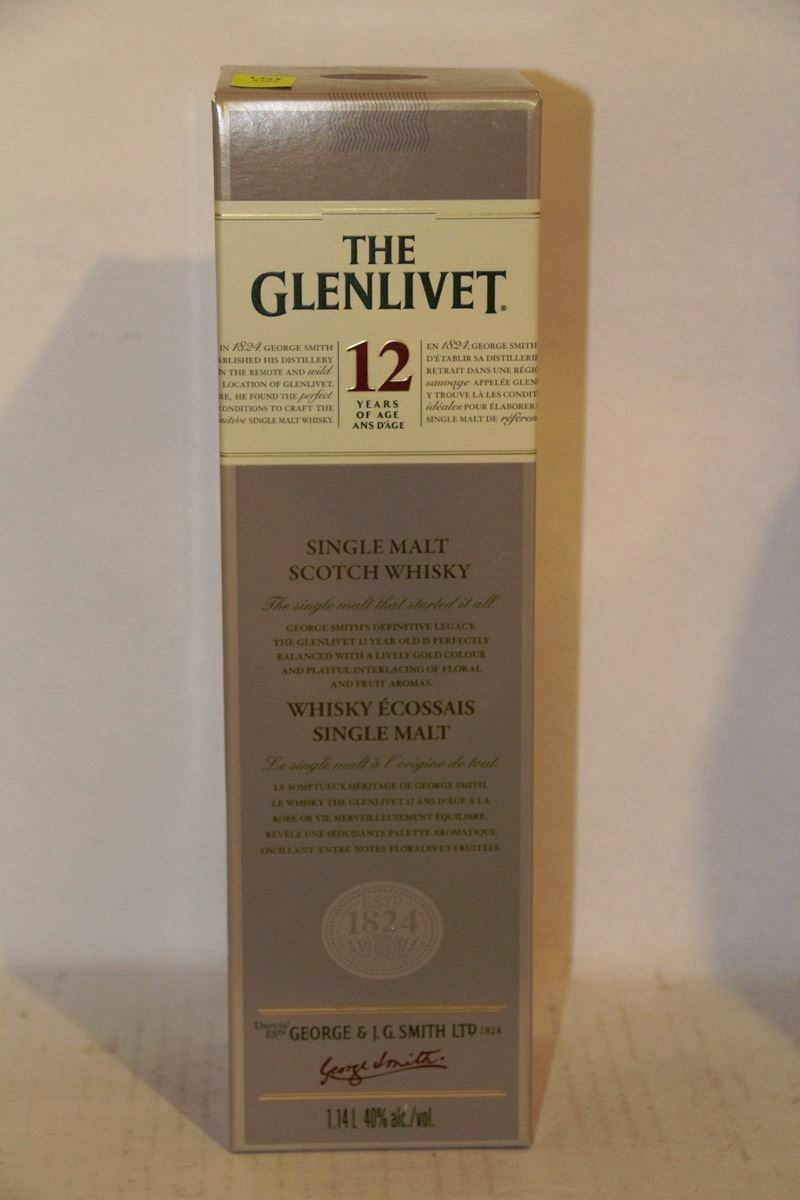 LOT
THE
GLENLIVET.
IN 1824, GEORGE SMITH
ABLISHED HIS DISTILLERY
N THE REMOTE AND wild
LOCATION OF GLENLIVET.
RE, HE FOUND THE perfect
CONDITIONS TO CRAFT THE
nitive SINGLE MALT WHISKY.
12
YEARS
OF AGE
ANS D'ÂGE
EN 1824, GEORGE SMITH
D'ÉTABLIR SA DISTILLERIE
RETRAIT DANS UNE RÉGIO
sauvage APPELÉE GLEN
Y TROUVE LÀ LES CONDIT
idéales POUR ÉLABORER
SINGLE MALT DE référen
SINGLE MALT
SCOTCH WHISKY
The single malt that started it all.
GEORGE SMITH'S DEFINITIVE LEGACY.
THE GLENLIVET 12 YEAR OLD IS PERFECTLY
BALANCED WITH A LIVELY GOLD COLOUR
AND PLAYFUL INTERLACING OF FLORAL
AND FRUIT AROMAS.
WHISKY ÉCOSSAIS
SINGLE MALT
Le single malt à l'origine de tout.
LE SOMPTUEUX HÉRITAGE DE GEORGE SMITH.
LE WHISKY THE GLENLIVET 12 ANS D'ÂGE À LA
ROBE OR VIF MERVEILLEUSEMENT ÉQUILIBRÉ,
RÉVÈLE UNE SÉDUISANTE PALETTE AROMATIQUE
OSCILLANT ENTRE NOTES FLORALES ET FRUITÉES.
ESTD
1824
Depuis ESTD GEORGE & J. G. SMITH LTD 1824
George Smith.
1.14 L 40% alc./vol.